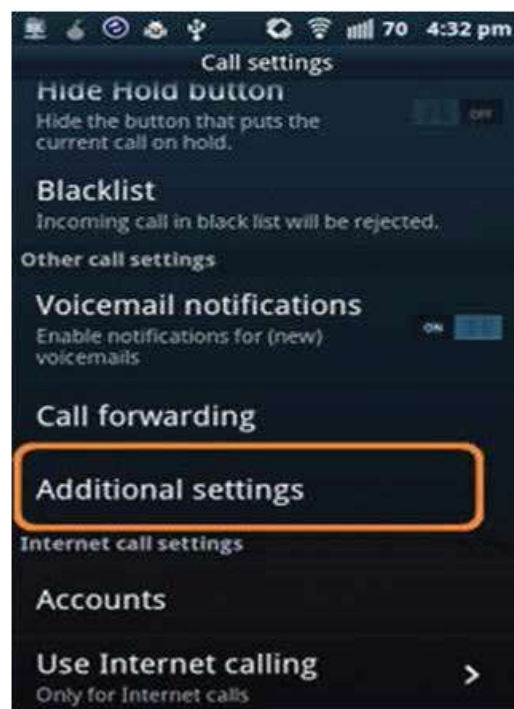 70 4:32 pm
Call settings
Hide Hold button
OFF
Hide the button that puts the
current call on hold.
Blacklist
Incoming call in black list will be rejected.
Other call settings
Voicemail notifications
ON
Enable notifications for (new)
voicemails
Call forwarding
Additional settings
Internet call settings
Accounts
Use Internet calling
Only for Internet calls